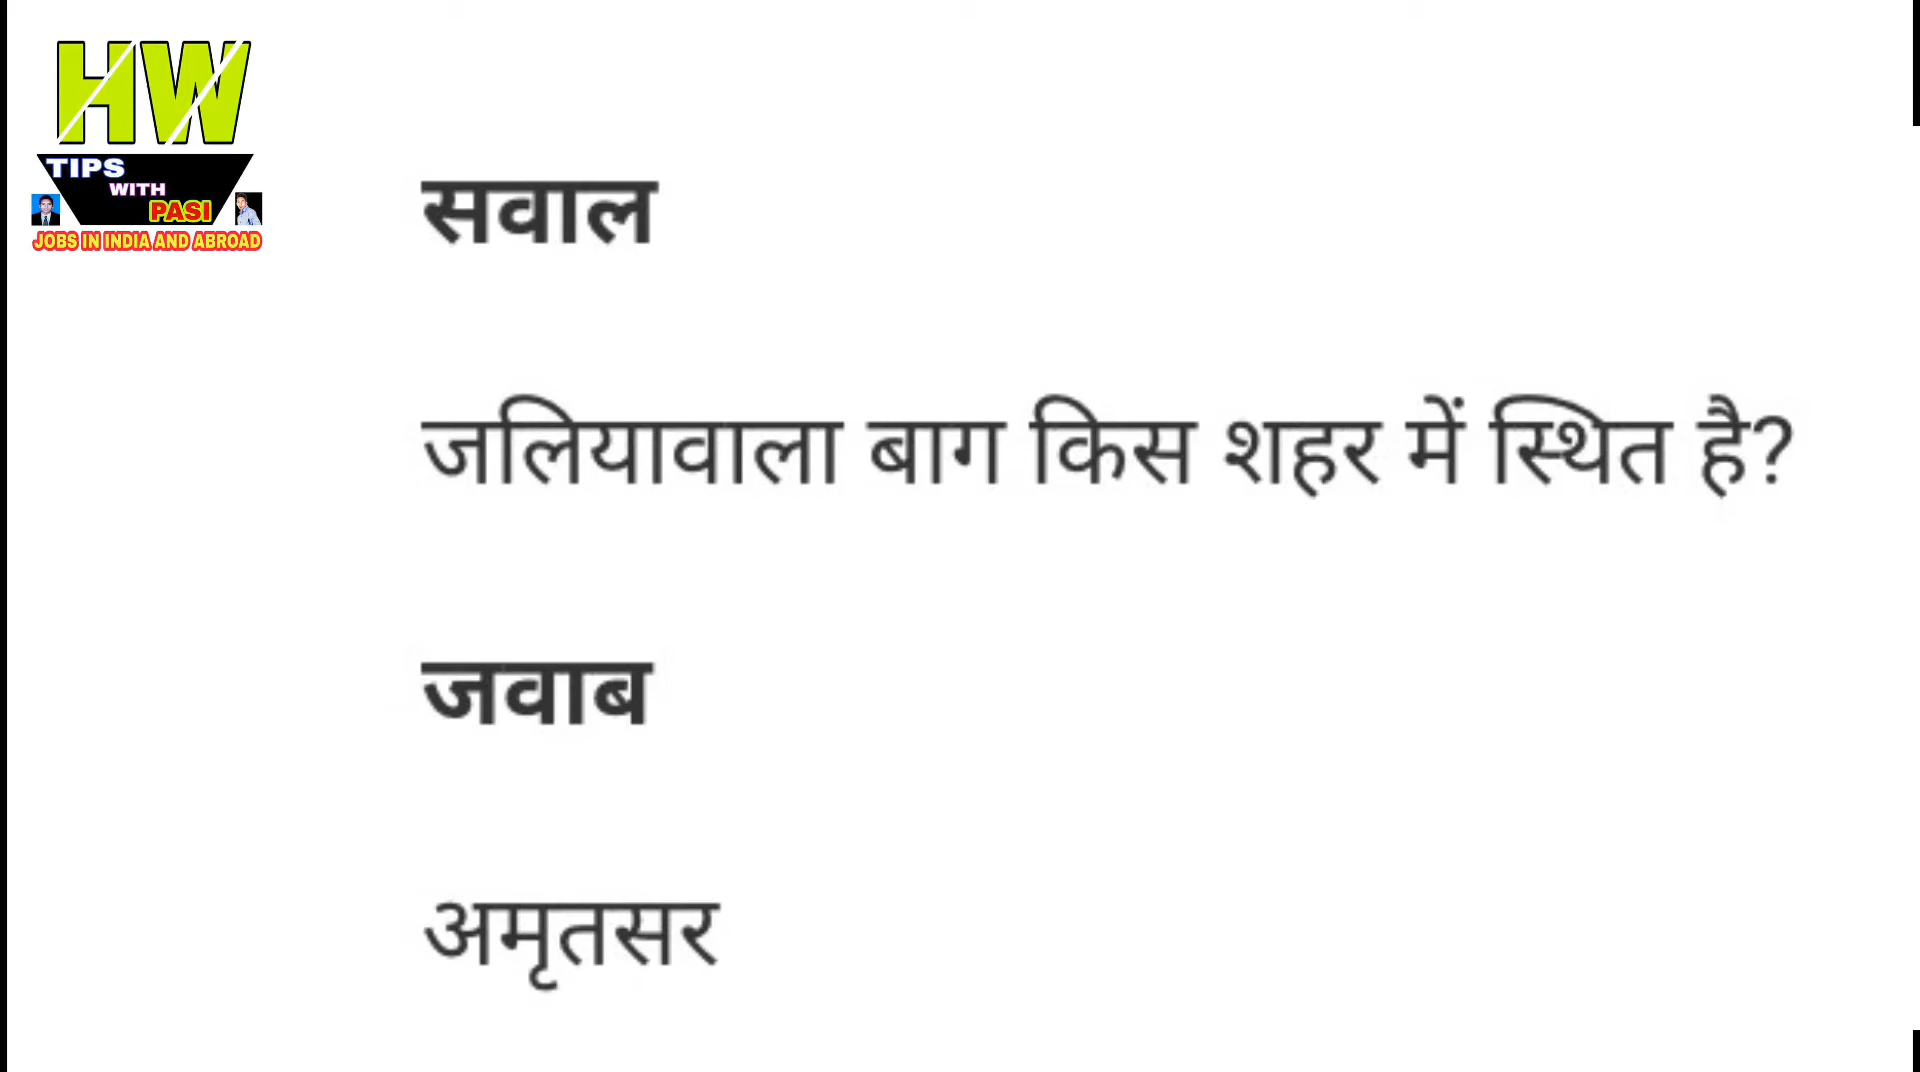 HW
TIPS
WITH
PASI
JOBS IN INDIA AND ABROAD
सवाल
जलियावाला बाग किस शहर में स्थित है?
जवाब
अमृतसर